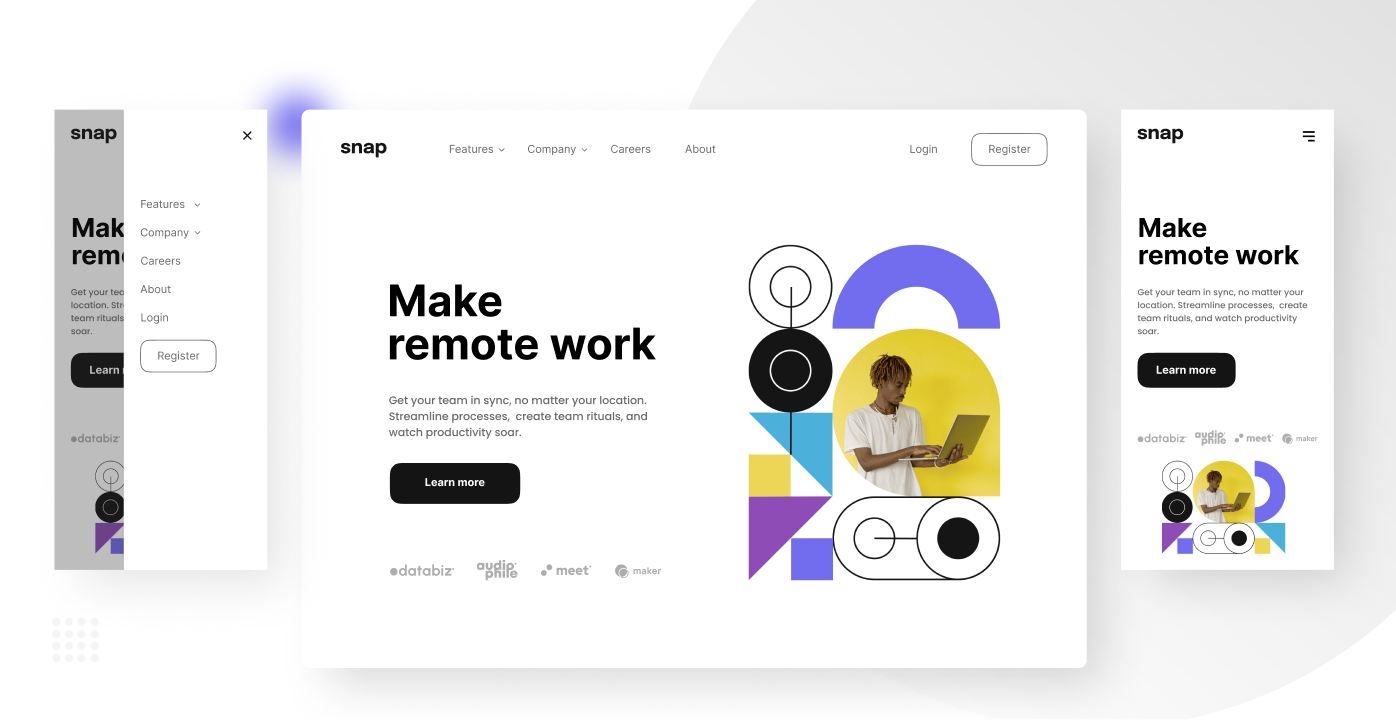 snap
Mak
rem
Get your tea
location. Str
team rituals
soar.
Learn
databiz
Features
Company
Careers
About
Login
Register
snap
Features
Company
Careers
About
Login
Register
Make
remote work
Get your team in sync, no matter your location.
Streamline processes, create team rituals, and
watch productivity soar.
Learn more
databiz
audiophile
meet
maker
snap
Make
remote work
Get your team in sync, no matter your
location. Streamline processes, create
team rituals, and watch productivity
soar.
Learn more
databiz
audiophile
meet
maker